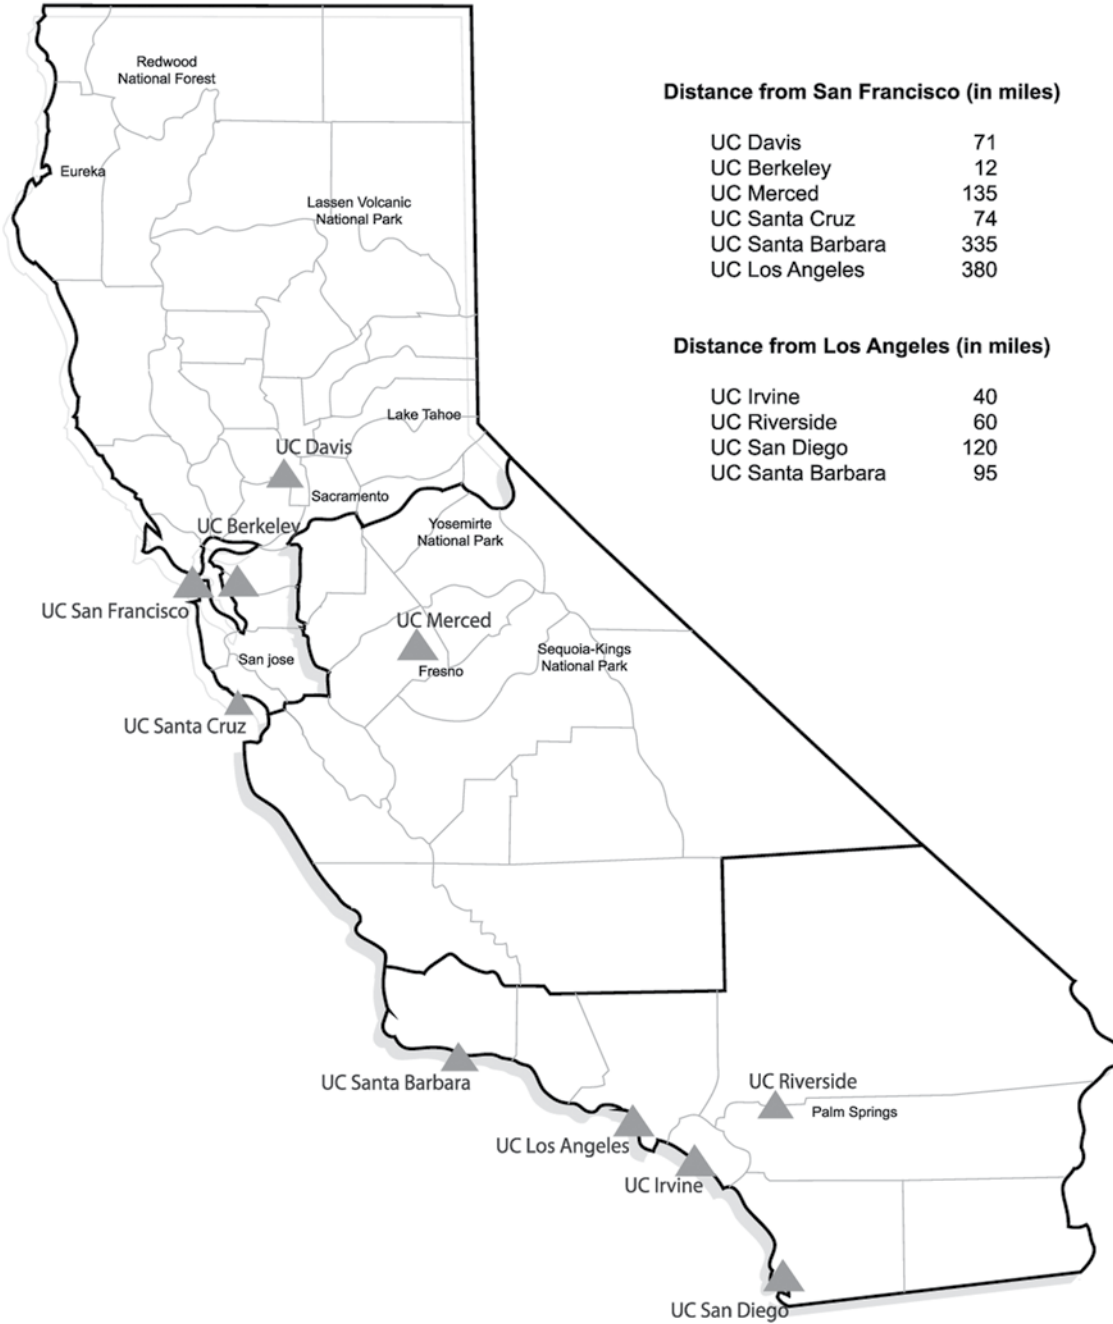 Redwood
National Forest
Distance from San Francisco (in miles)
UC Davis 71
UC Berkeley 12
UC Merced 135
UC Santa Cruz 74
UC Santa Barbara 335
UC Los Angeles 380
Eureka
Lassen Volcanic
National Park
Distance from Los Angeles (in miles)
UC Irvine 40
UC Riverside 60
UC San Diego 120
UC Santa Barbara 95
Lake Tahoe
UC Davis
Sacramento
UC Berkeley
Yosemirte
National Park
UC San Francisco
UC Merced
San jose
Fresno
Sequoia-Kings
National Park
UC Santa Cruz
UC Santa Barbara
UC Riverside
Palm Springs
UC Los Angeles
UC Irvine
UC San Diego